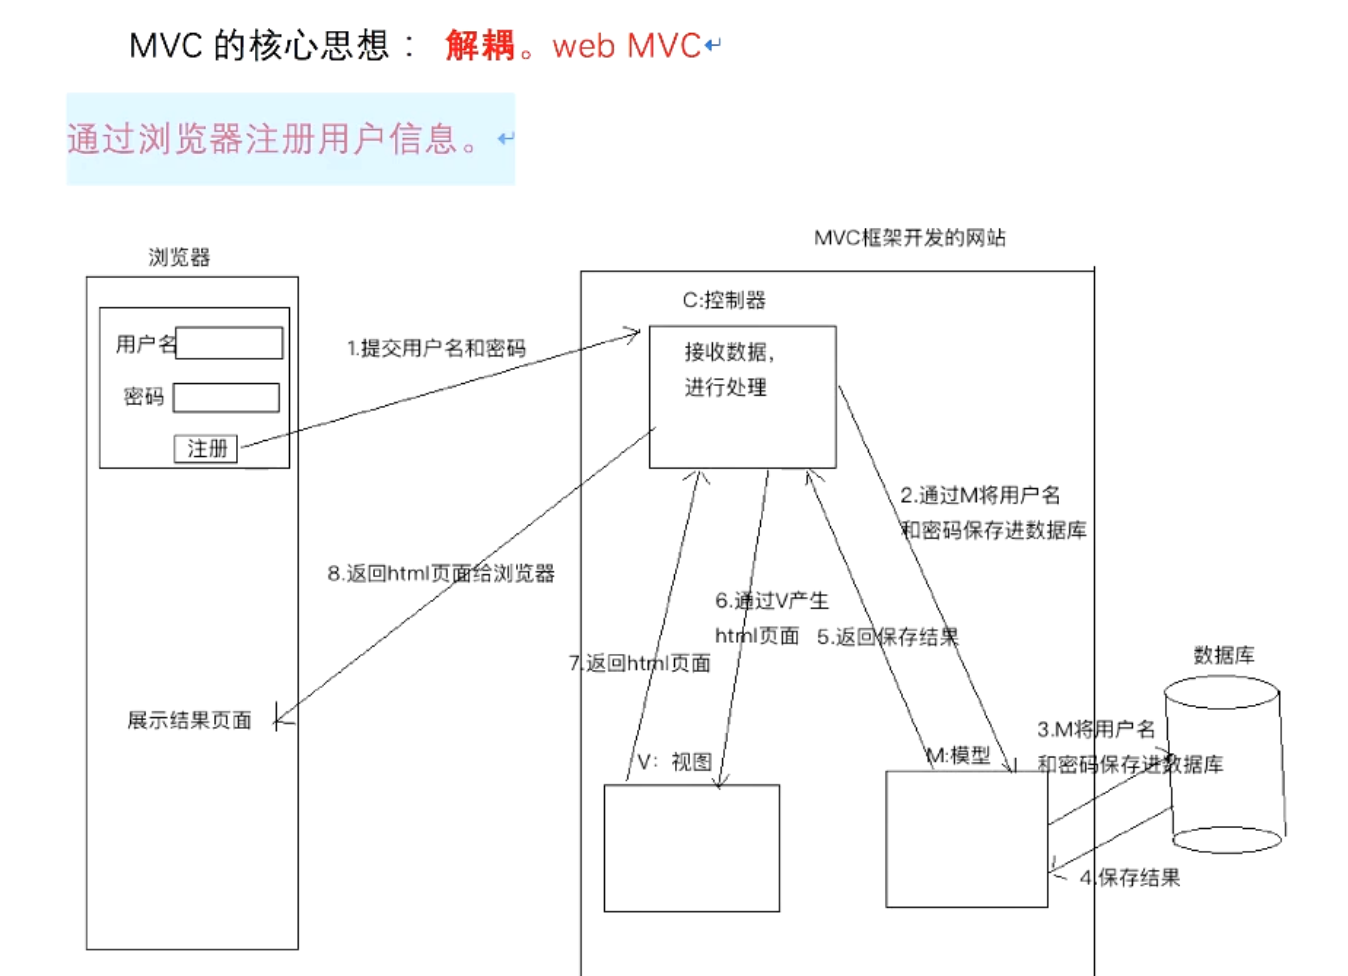 MVC 的核心思想： 解耦。web MVC↵
通过浏览器注册用户信息。↵
MVC框架开发的网站
浏览器
C:控制器
用户名
密码
注册
1.提交用户名和密码
接收数据，
进行处理
2.通过M将用户名
和密码保存进数据库
8.返回html页面给浏览器
6.通过V产生
html页面
5.返回保存结果
7.返回html页面
数据库
展示结果页面
3.M将用户名
和密码保存进数据库
V：视图
M:模型
4.保存结果